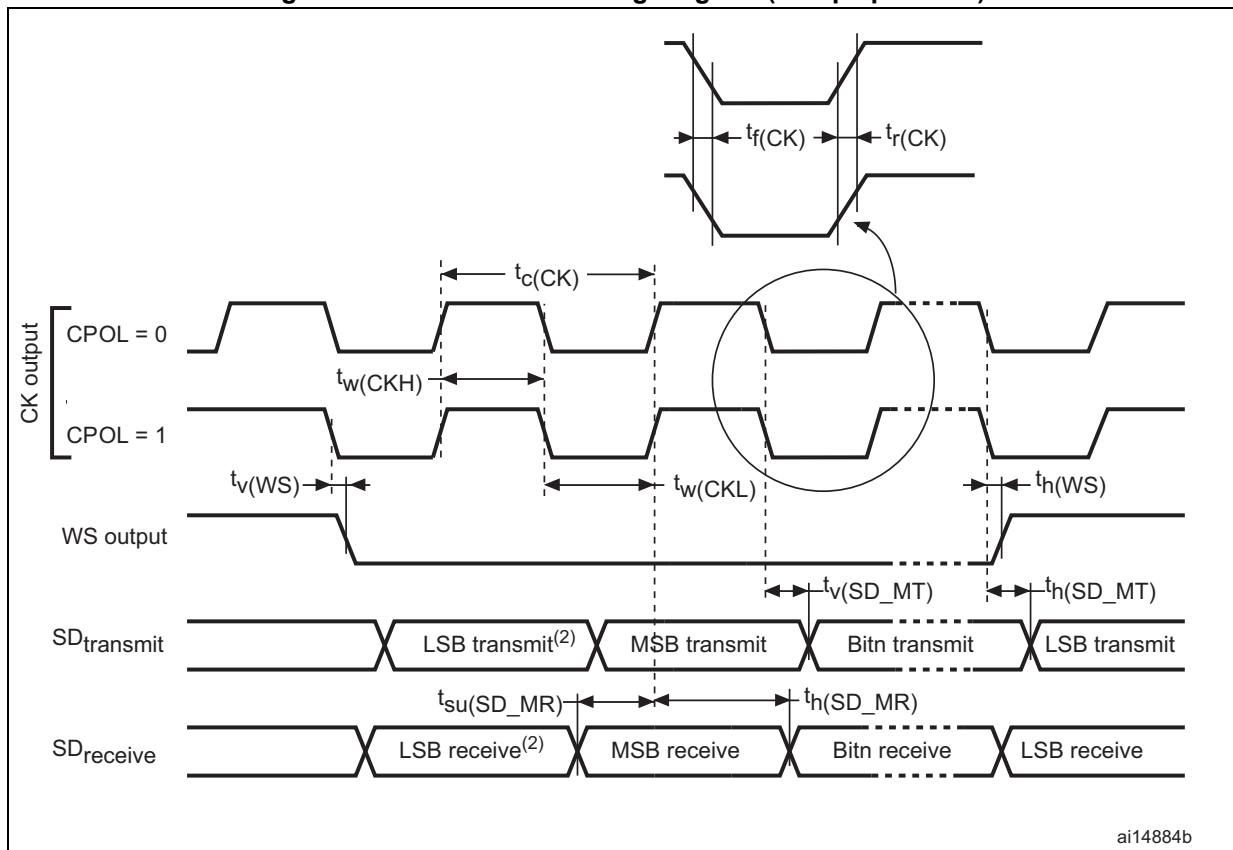 tf(CK)
tr(CK)
tc(CK)
CK output
CPOL = 0
tw(CKH)
CPOL = 1
tv(WS)
tw(CKL)
th(WS)
WS output
tv(SD_MT)
th(SD_MT)
SDtransmit
LSB transmit(2)
MSB transmit
Bitn transmit
LSB transmit
tsu(SD_MR)
th(SD_MR)
SDreceive
LSB receive(2)
MSB receive
Bitn receive
LSB receive
ai14884b